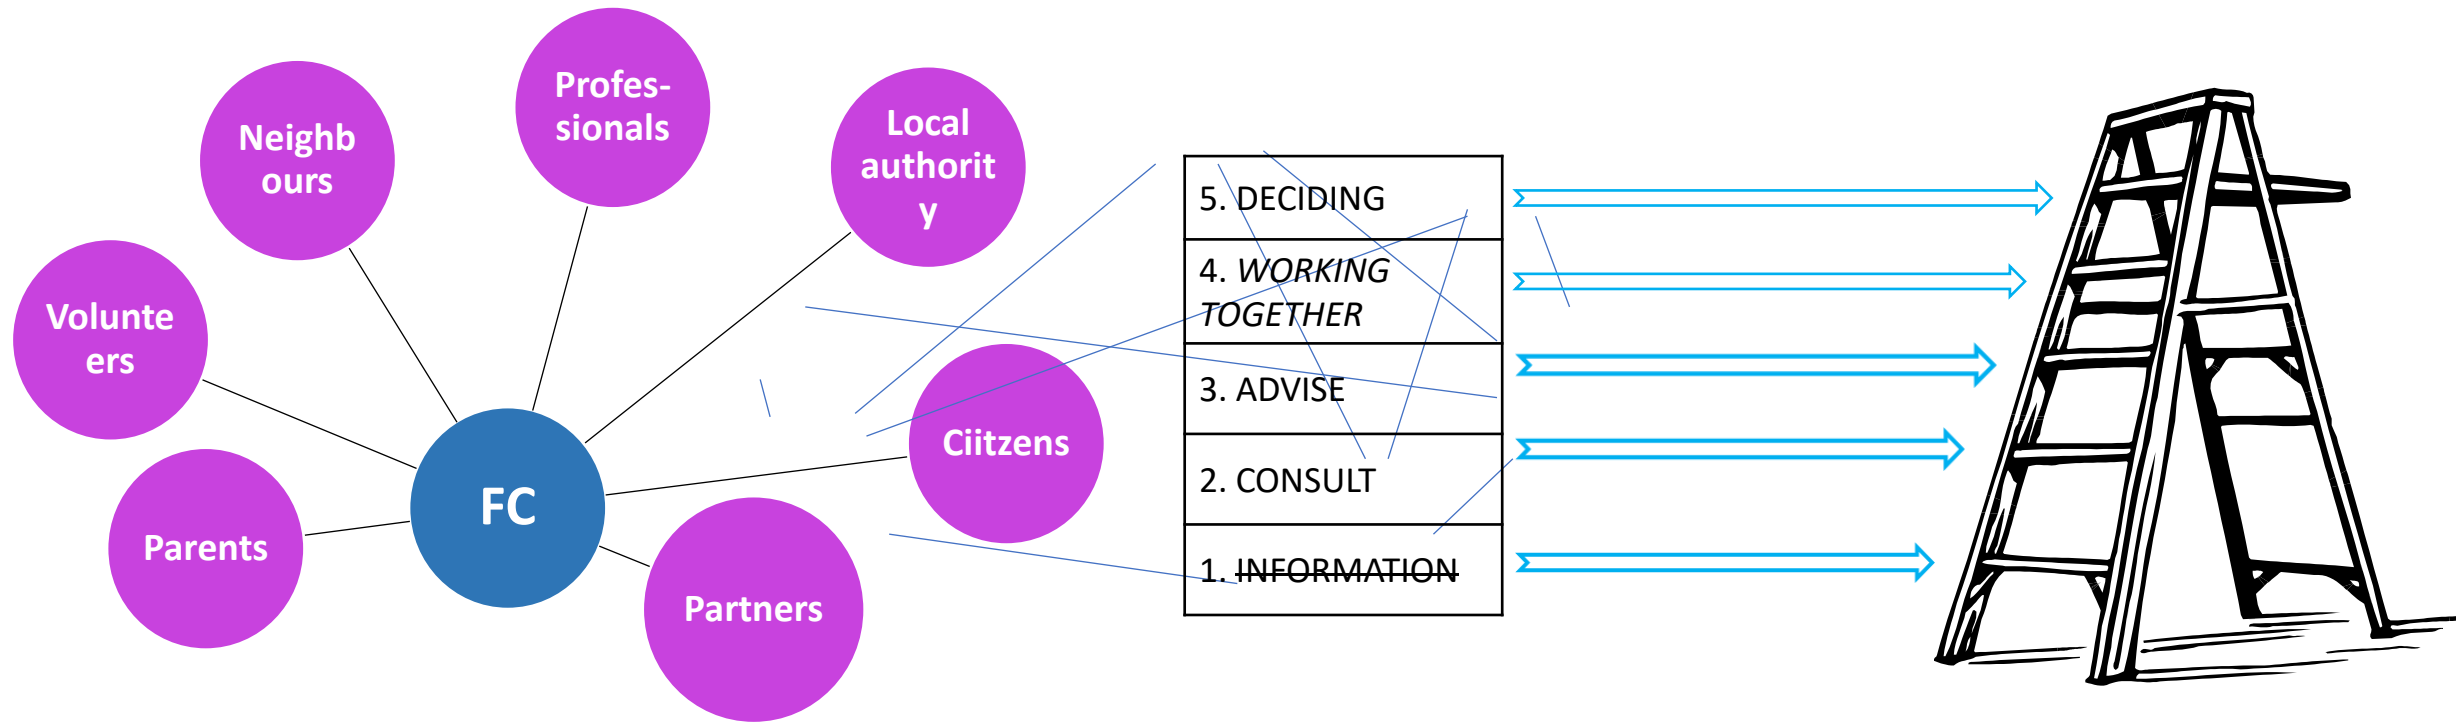 Profes-
sionals
Neighb
ours
Local
authorit
y
Volunte
ers
Ciitzens
FC
Parents
Partners
5. DECIDING
4. WORKING
TOGETHER
3. ADVISE
2. CONSULT
1. INFORMATION